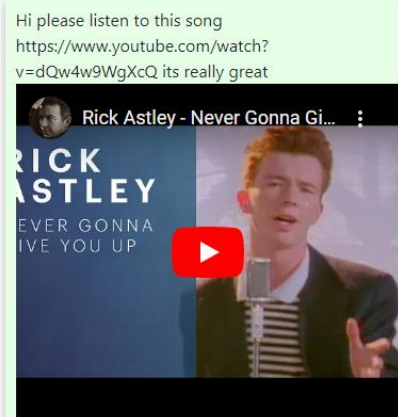 Hi please listen to this song
https://www.youtube.com/watch?
v=dQw4w9WgXcQ its really great
Rick Astley - Never Gonna Gi...
RICK
ASTLEY
EVER GONNA
IVE YOU UP